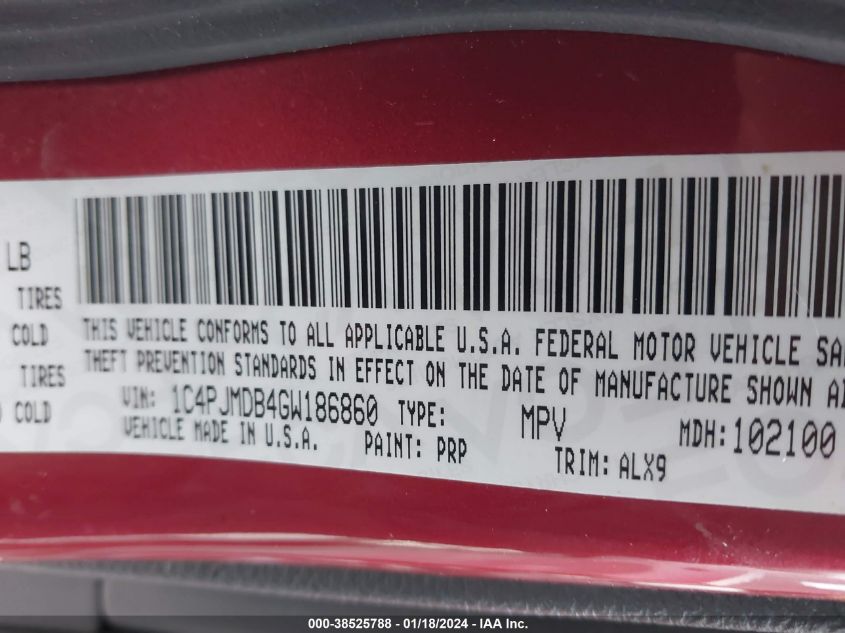 LB
TIRES
COLD
TIRES
COLD
THIS VEHICLE CONFORMS TO ALL APPLICABLE U.S.A. FEDERAL MOTOR VEHICLE SA
THEFT PREVENTION STANDARDS IN EFFECT ON THE DATE OF MANUFACTURE SHOWN A
VIN: 1C4PJMDB4GW186860 TYPE: MPV MDH: 102100
VEHICLE MADE IN U.S.A. PAINT: PRP TRIM: ALX9
000-38525788 - 01/18/2024 - IAA Inc.